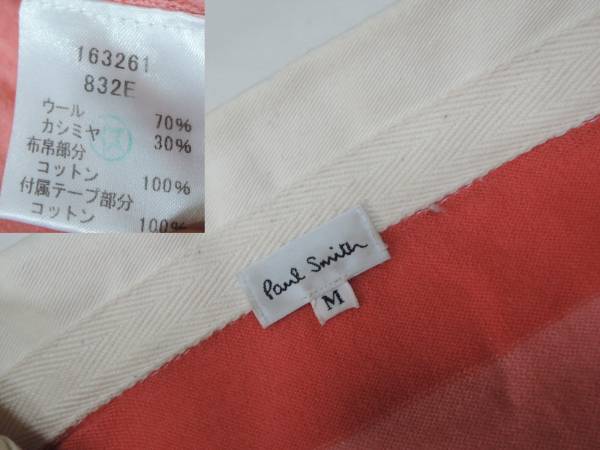 163261
832E
ウール 70%
カシミヤ 30%
布帛部分
コットン 100%
付属テープ部分
コットン 100%
Paul Smith
M